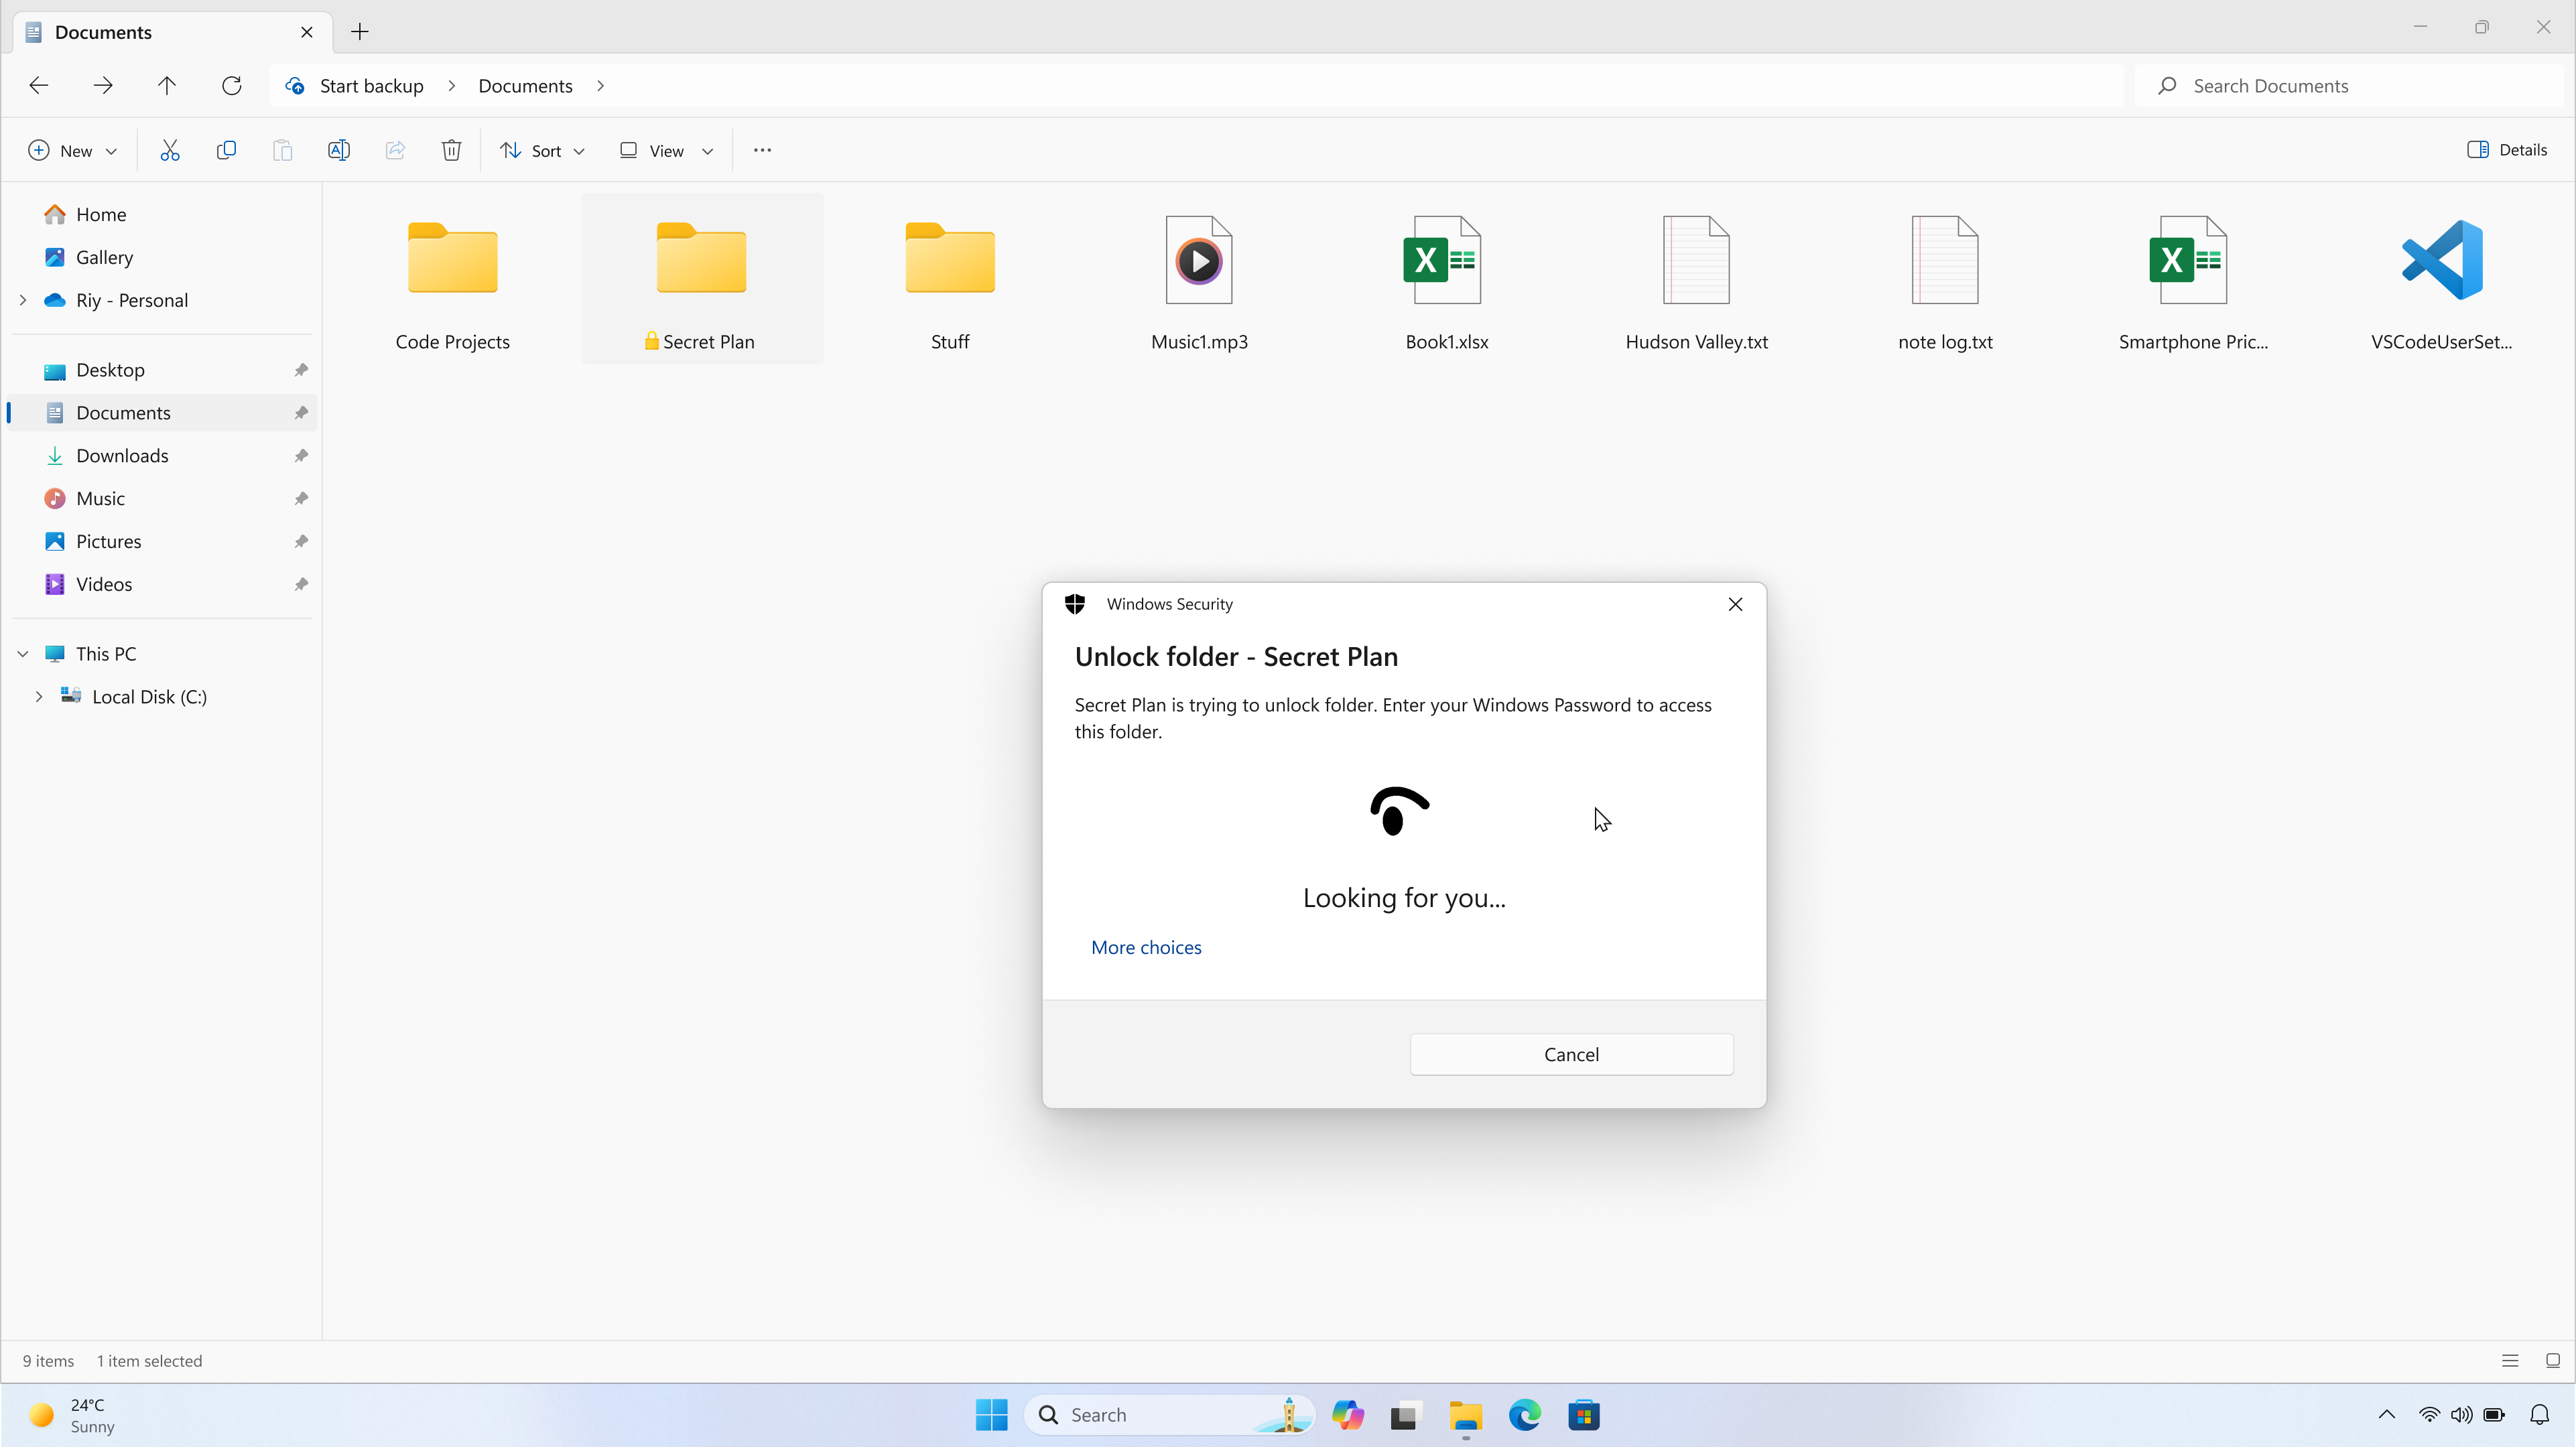 Documents
Start backup
Documents
Search Documents
New
Sort
View
Details
Home
Gallery
Riy - Personal
Desktop
Documents
Downloads
Music
Pictures
Videos
This PC
Local Disk (C:)
Code Projects
Secret Plan
Stuff
Music1.mp3
Book1.xlsx
Hudson Valley.txt
note log.txt
Smartphone Pric...
VSCodeUserSet...
Windows Security
Unlock folder - Secret Plan
Secret Plan is trying to unlock folder. Enter your Windows Password to access
this folder.
Looking for you...
More choices
Cancel
9 items
1 item selected
24°C
Sunny
Search